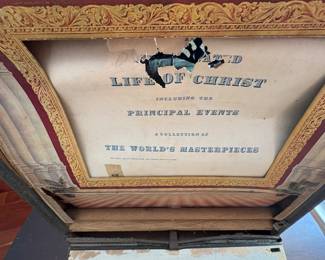 LIFE OF CHRIST
INCLUDING THE
PRINCIPAL EVENTS
A COLLECTION OF
THE WORLD'S MASTERPIECES